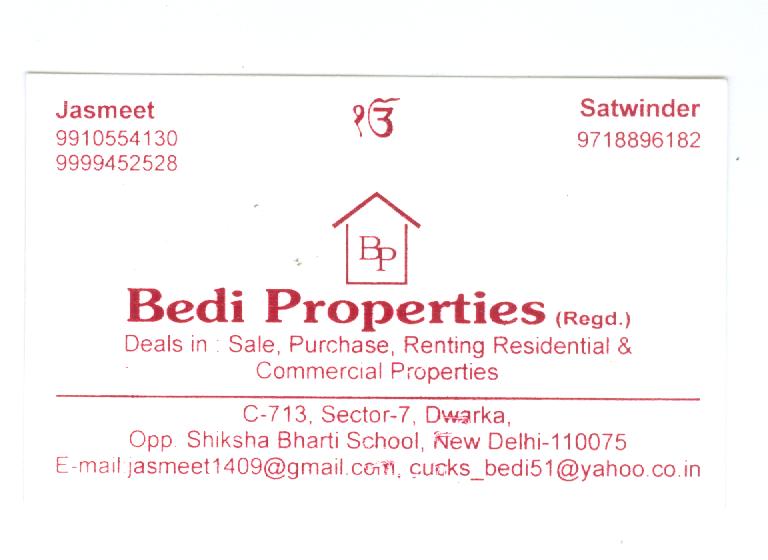 Jasmeet
9910554130
9999452528
ੴ
Satwinder
9718896182
BP
Bedi Properties (Regd.)
Deals in : Sale, Purchase, Renting Residential &
Commercial Properties
C-713, Sector-7, Dwarka,
Opp. Shiksha Bharti School, New Delhi-110075
E-mail:jasmeet1409@gmail.com, cucks_bedi51@yahoo.co.in